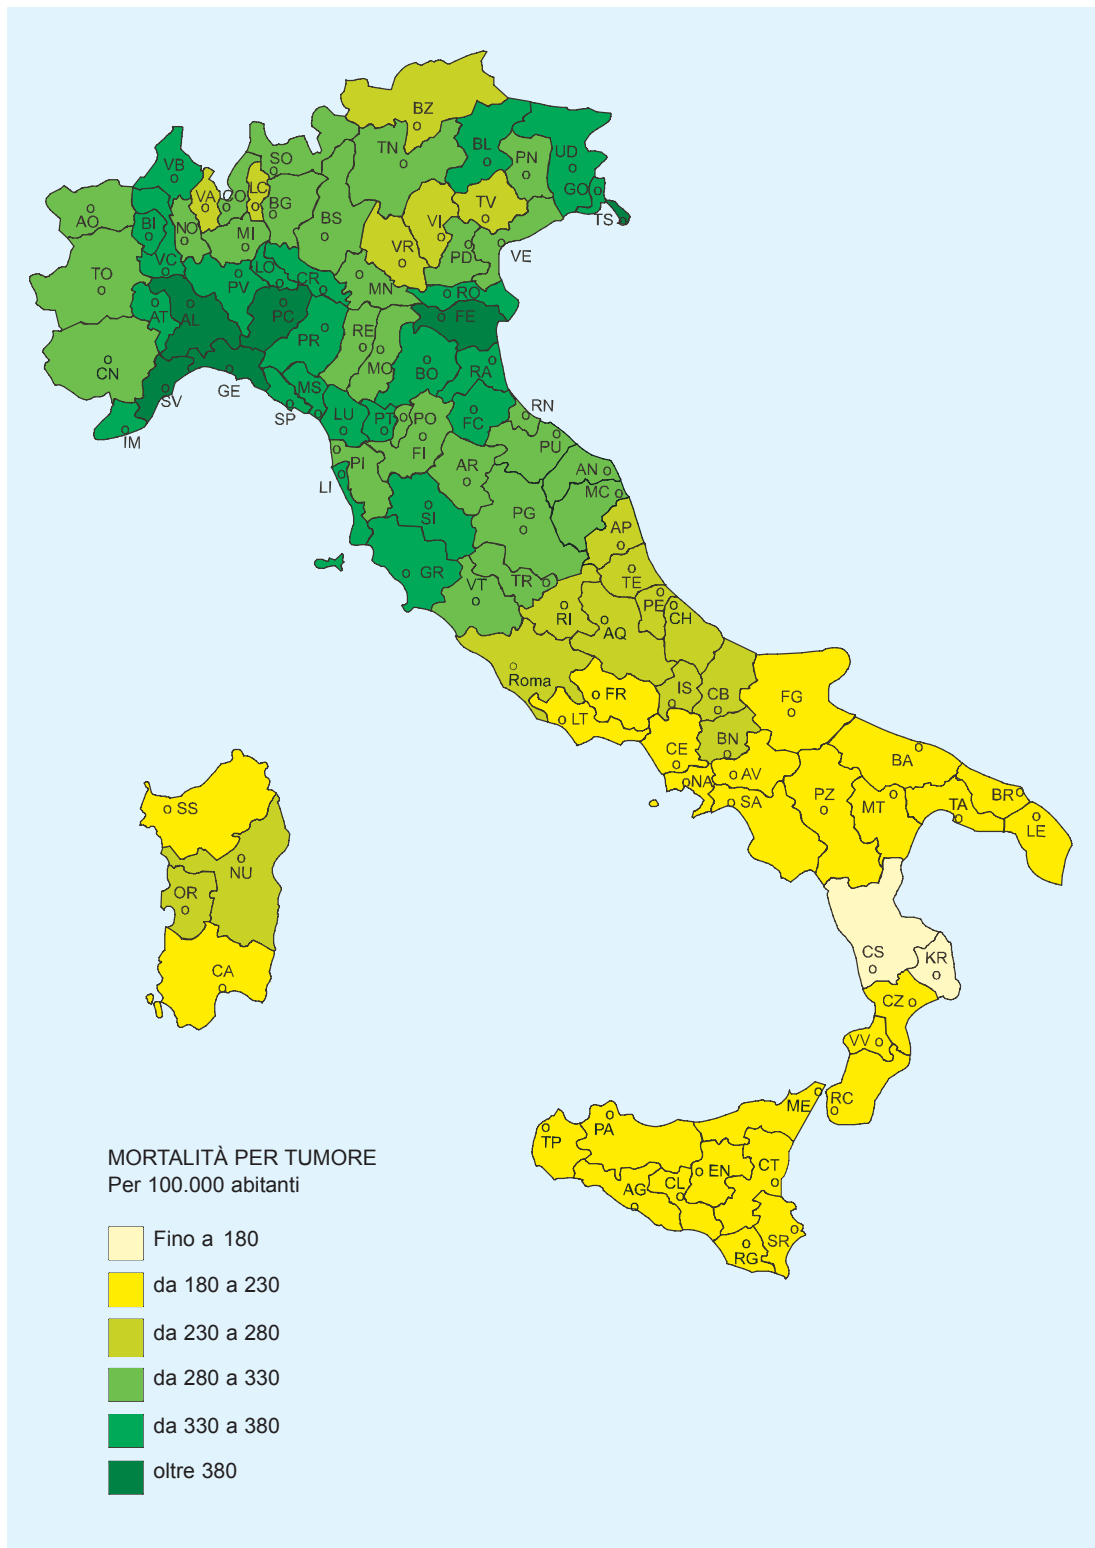 BZ
TN
BL
PN
UD
GO
TS
SO
VB
VA
CO
LC
BG
BS
VI
TV
VR
PD
VE
AO
BI
NO
MI
TO
VC
PV
LO
CR
MN
RO
AT
AL
PC
PR
RE
MO
FE
BO
RA
CN
SV
GE
SP
MS
LU
PT
PO
FC
RN
IM
PI
FI
AR
PU
AN
MC
LI
SI
PG
AP
GR
VT
TR
TE
RI
PE
CH
AQ
Roma
FR
IS
CB
FG
LT
CE
BN
BA
NA
AV
SA
PZ
MT
TA
BR
LE
SS
NU
OR
CA
CS
KR
CZ
VV
RC
ME
TP
PA
AG
CL
EN
CT
RG
SR
MORTALITÀ PER TUMORE
Per 100.000 abitanti
Fino a 180
da 180 a 230
da 230 a 280
da 280 a 330
da 330 a 380
oltre 380